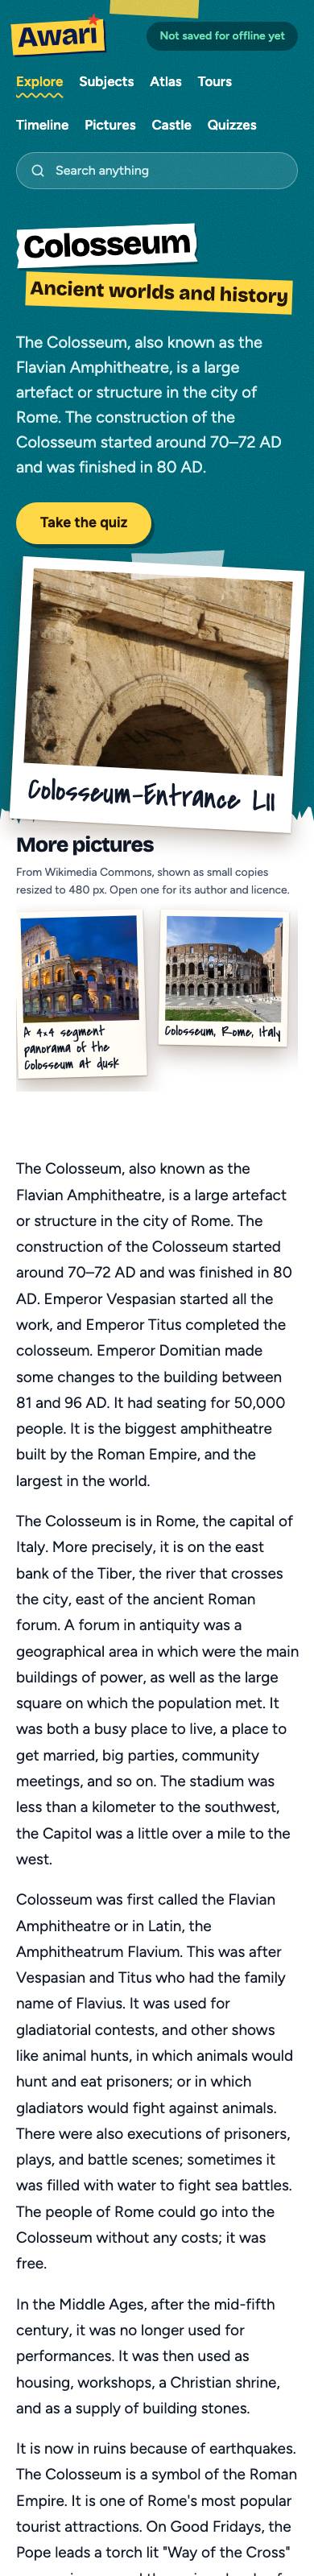 Awari
Not saved for offline yet
Explore Subjects Atlas Tours
Timeline Pictures Castle Quizzes
Search anything
Colosseum
Ancient worlds and history
The Colosseum, also known as the
Flavian Amphitheatre, is a large
artefact or structure in the city of
Rome. The construction of the
Colosseum started around 70–72 AD
and was finished in 80 AD.
Take the quiz
Colosseum-Entrance LII
More pictures
From Wikimedia Commons, shown as small copies
resized to 480 px. Open one for its author and licence.
A 4x4 segment
panorama of the
Colosseum at dusk
Colosseum, Rome, Italy
The Colosseum, also known as the
Flavian Amphitheatre, is a large artefact
or structure in the city of Rome. The
construction of the Colosseum started
around 70–72 AD and was finished in 80
AD. Emperor Vespasian started all the
work, and Emperor Titus completed the
colosseum. Emperor Domitian made
some changes to the building between
81 and 96 AD. It had seating for 50,000
people. It is the biggest amphitheatre
built by the Roman Empire, and the
largest in the world.
The Colosseum is in Rome, the capital of
Italy. More precisely, it is on the east
bank of the Tiber, the river that crosses
the city, east of the ancient Roman
forum. A forum in antiquity was a
geographical area in which were the main
buildings of power, as well as the large
square on which the population met. It
was both a busy place to live, a place to
get married, big parties, community
meetings, and so on. The stadium was
less than a kilometer to the southwest,
the Capitol was a little over a mile to the
west.
Colosseum was first called the Flavian
Amphitheatre or in Latin, the
Amphitheatrum Flavium. This was after
Vespasian and Titus who had the family
name of Flavius. It was used for
gladiatorial contests, and other shows
like animal hunts, in which animals would
hunt and eat prisoners; or in which
gladiators would fight against animals.
There were also executions of prisoners,
plays, and battle scenes; sometimes it
was filled with water to fight sea battles.
The people of Rome could go into the
Colosseum without any costs; it was
free.
In the Middle Ages, after the mid-fifth
century, it was no longer used for
performances. It was then used as
housing, workshops, a Christian shrine,
and as a supply of building stones.
It is now in ruins because of earthquakes.
The Colosseum is a symbol of the Roman
Empire. It is one of Rome's most popular
tourist attractions. On Good Fridays, the
Pope leads a torch lit "Way of the Cross"